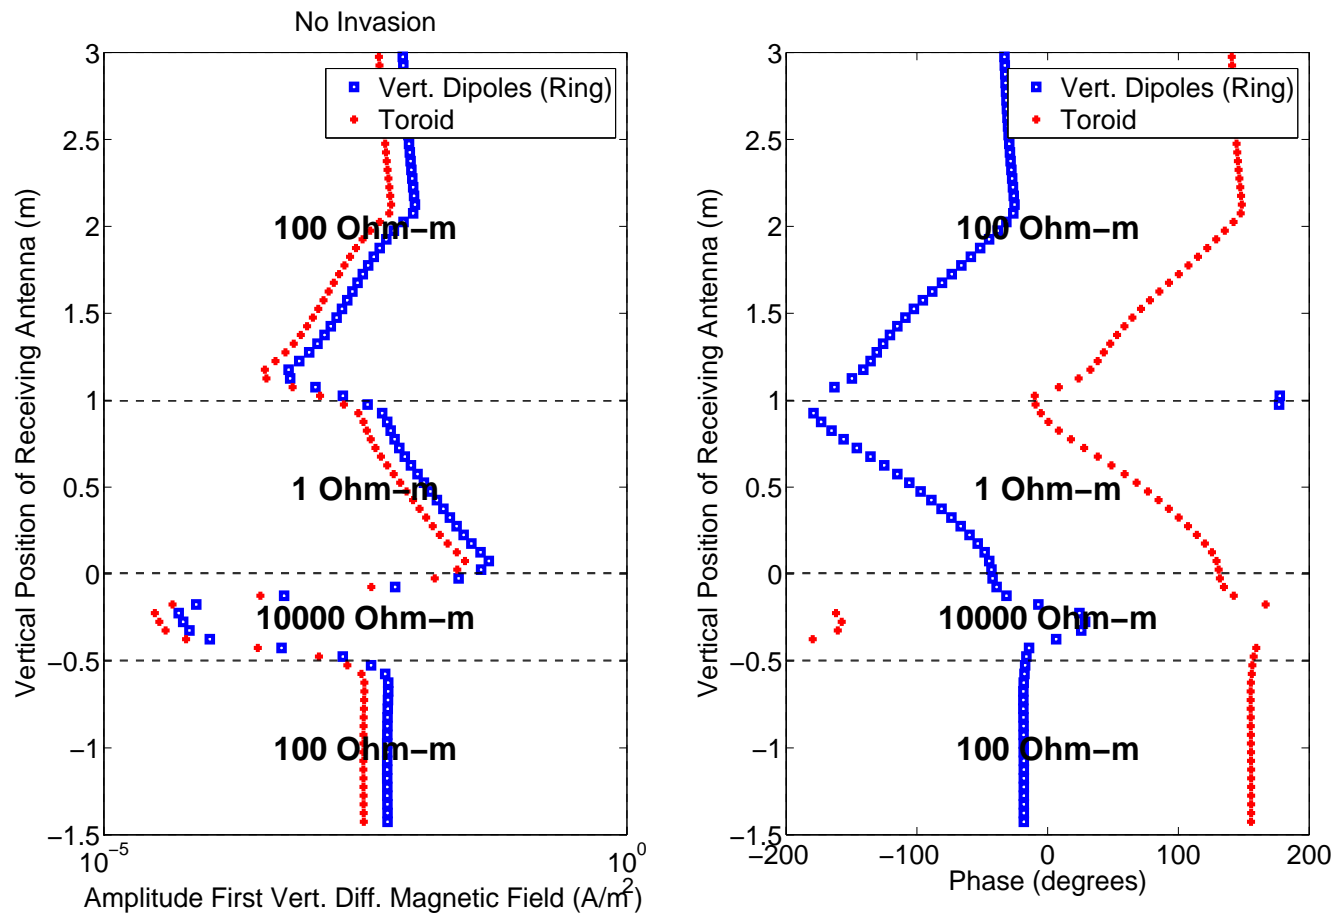 No Invasion
3
2.5
2
1.5
1
0.5
0
−0.5
−1
−1.5
10^−5
10^0
Vertical Position of Receiving Antenna (m)
Amplitude First Vert. Diff. Magnetic Field (A/m^2)
Vert. Dipoles (Ring)
Toroid
100 Ohm−m
1 Ohm−m
10000 Ohm−m
100 Ohm−m
3
2.5
2
1.5
1
0.5
0
−0.5
−1
−1.5
−200
−100
0
100
200
Vertical Position of Receiving Antenna (m)
Phase (degrees)
Vert. Dipoles (Ring)
Toroid
100 Ohm−m
1 Ohm−m
10000 Ohm−m
100 Ohm−m